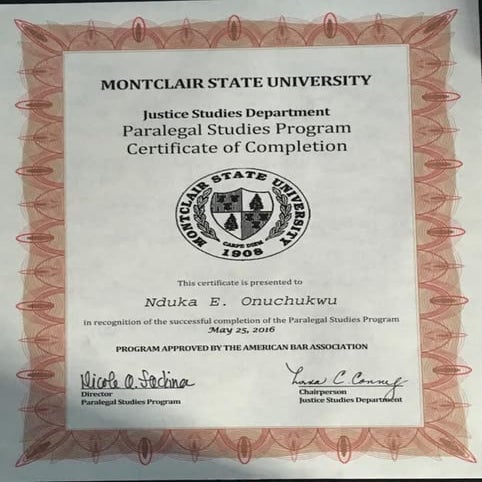 MONTCLAIR STATE UNIVERSITY
Justice Studies Department
Paralegal Studies Program
Certificate of Completion
MONTCLAIR STATE UNIVERSITY
CARPE DIEM
1908
This certificate is presented to
Nduka E. Onuchukwu
in recognition of the successful completion of the Paralegal Studies Program
May 25, 2016
PROGRAM APPROVED BY THE AMERICAN BAR ASSOCIATION
Director
Paralegal Studies Program
Chairperson
Justice Studies Department